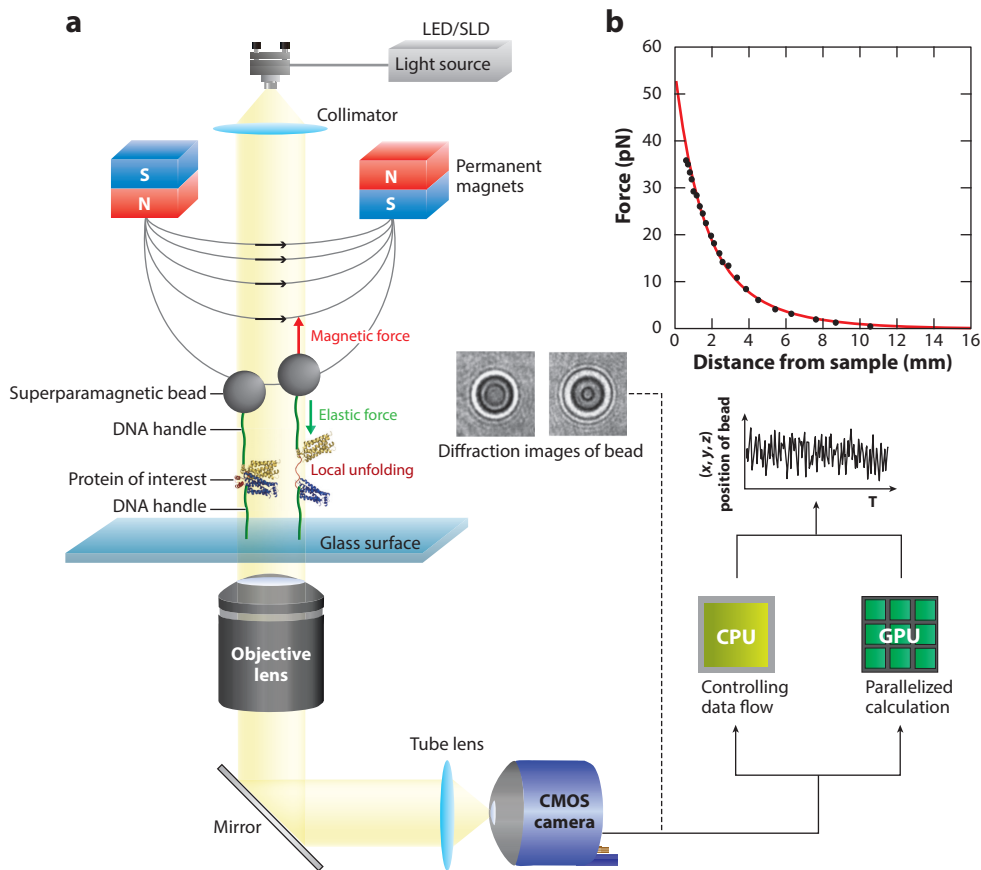 a
LED/SLD
Light source
Collimator
S
N
N
S
Permanent
magnets
Magnetic force
Superparamagnetic bead
Elastic force
DNA handle
Local unfolding
Protein of interest
DNA handle
Glass surface
Objective
lens
Tube lens
Mirror
CMOS
camera
Diffraction images of bead
b
Force (pN)
60
50
40
30
20
10
0
0 2 4 6 8 10 12 14 16
Distance from sample (mm)
(x, y, z)
position of bead
T
CPU
GPU
Controlling
data flow
Parallelized
calculation